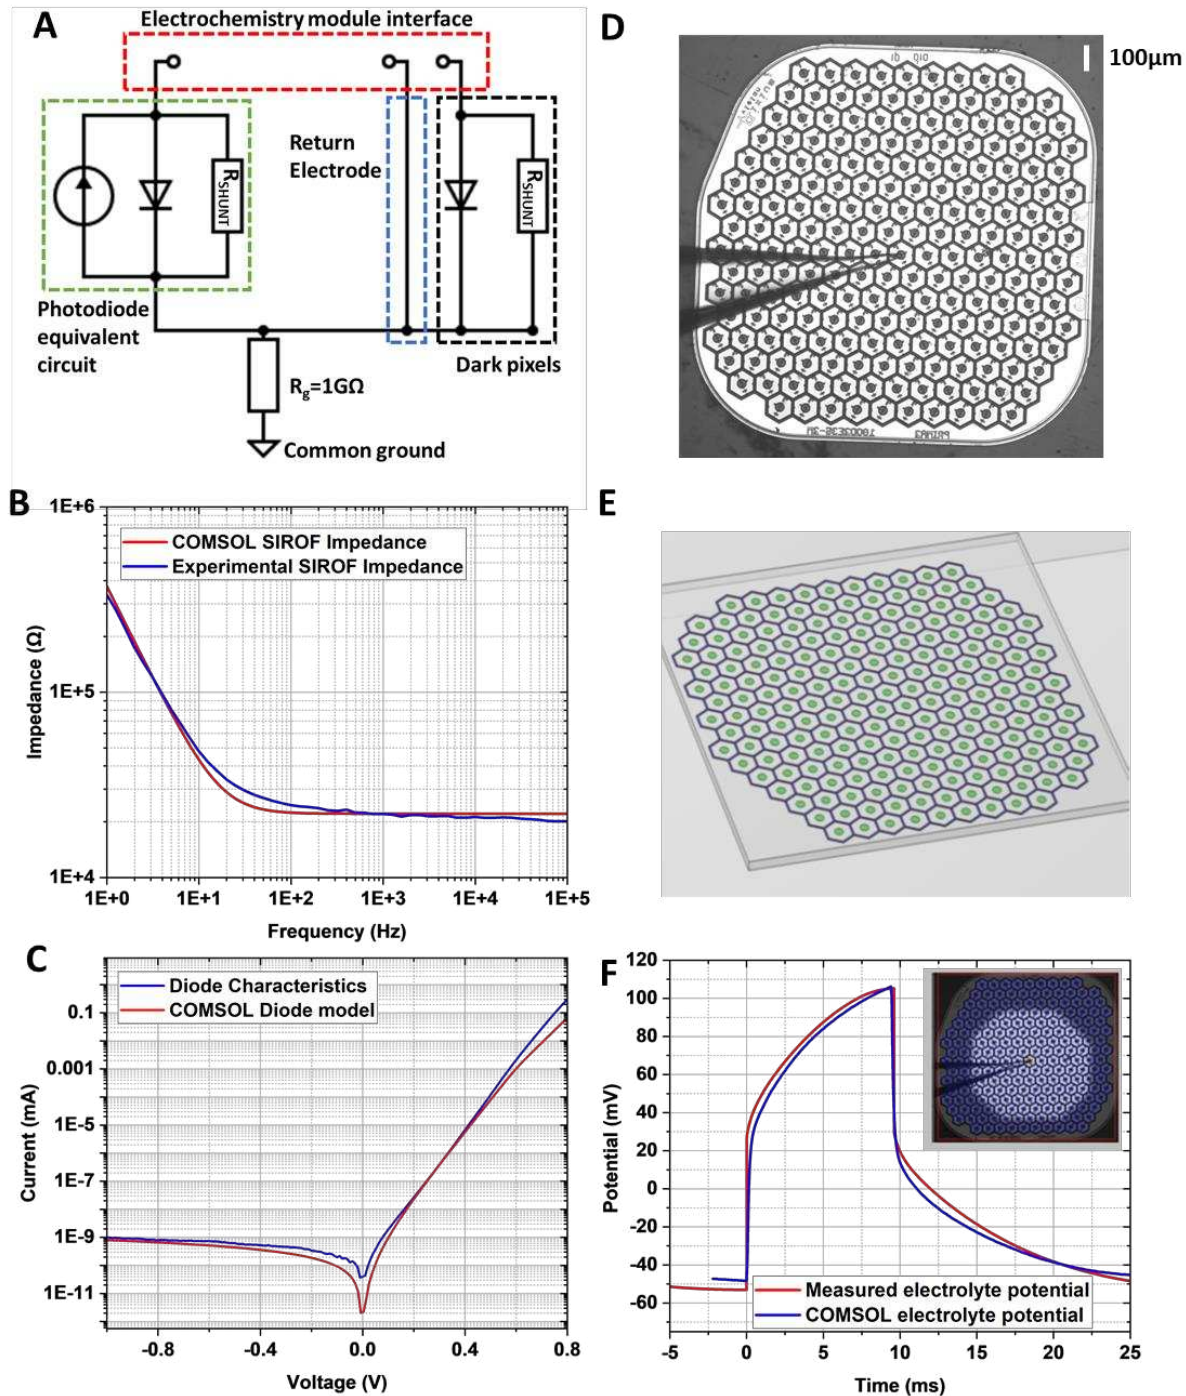 A
Electrochemistry module interface
R_SHUNT
Return
Electrode
R_SHUNT
Photodiode
equivalent
circuit
Dark pixels
R_g=1GΩ
Common ground
B
1E+6
1E+5
1E+4
Impedance (Ω)
COMSOL SIROF Impedance
Experimental SIROF Impedance
1E+0 1E+1 1E+2 1E+3 1E+4 1E+5
Frequency (Hz)
C
Diode Characteristics
COMSOL Diode model
0.1
0.001
1E-5
1E-7
1E-9
1E-11
Current (mA)
-0.8 -0.4 0.0 0.4 0.8
Voltage (V)
D
100μm
E
F
120
100
80
60
40
20
0
-20
-40
-60
Potential (mV)
Measured electrolyte potential
COMSOL electrolyte potential
-5 0 5 10 15 20 25
Time (ms)